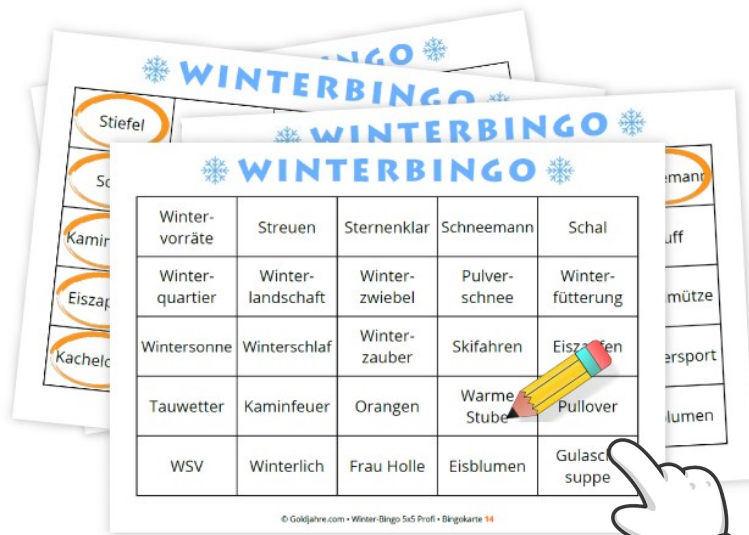 WINTERBINGO
WINTERBINGO
WINTERBINGO
Stiefel
Winter-
vorräte
Streuen
Sternenklar
Schneemann
Schal
Winter-
quartier
Winter-
landschaft
Winter-
zwiebel
Pulver-
schnee
Winter-
fütterung
Wintersonne
Winterschlaf
Winter-
zauber
Skifahren
Eiszapfen
Tauwetter
Kaminfeuer
Orangen
Warme
Stube
Pullover
WSV
Winterlich
Frau Holle
Eisblumen
Gulasch-
suppe
© Goldjahre.com • Winter-Bingo 5x5 Profi • Bingokarte 14